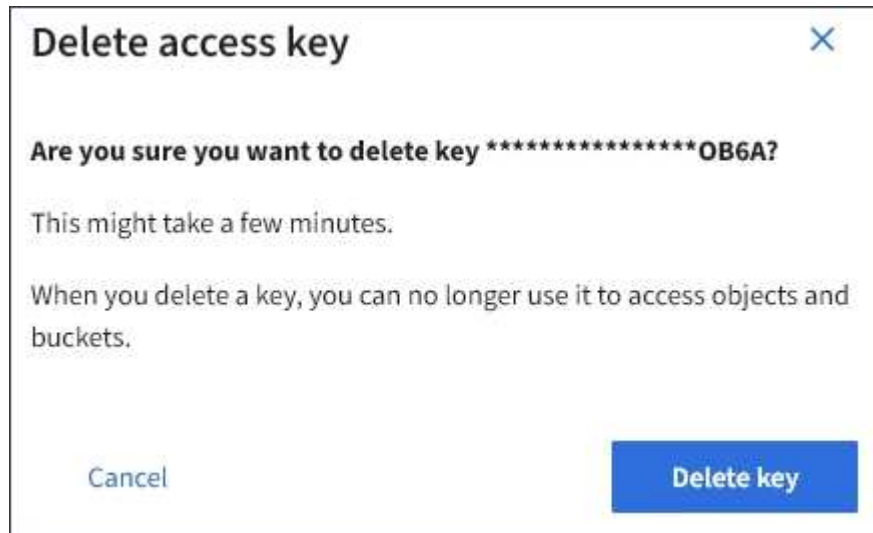 Delete access key
Are you sure you want to delete key ****************OB6A?
This might take a few minutes.
When you delete a key, you can no longer use it to access objects and
buckets.
Cancel
Delete key